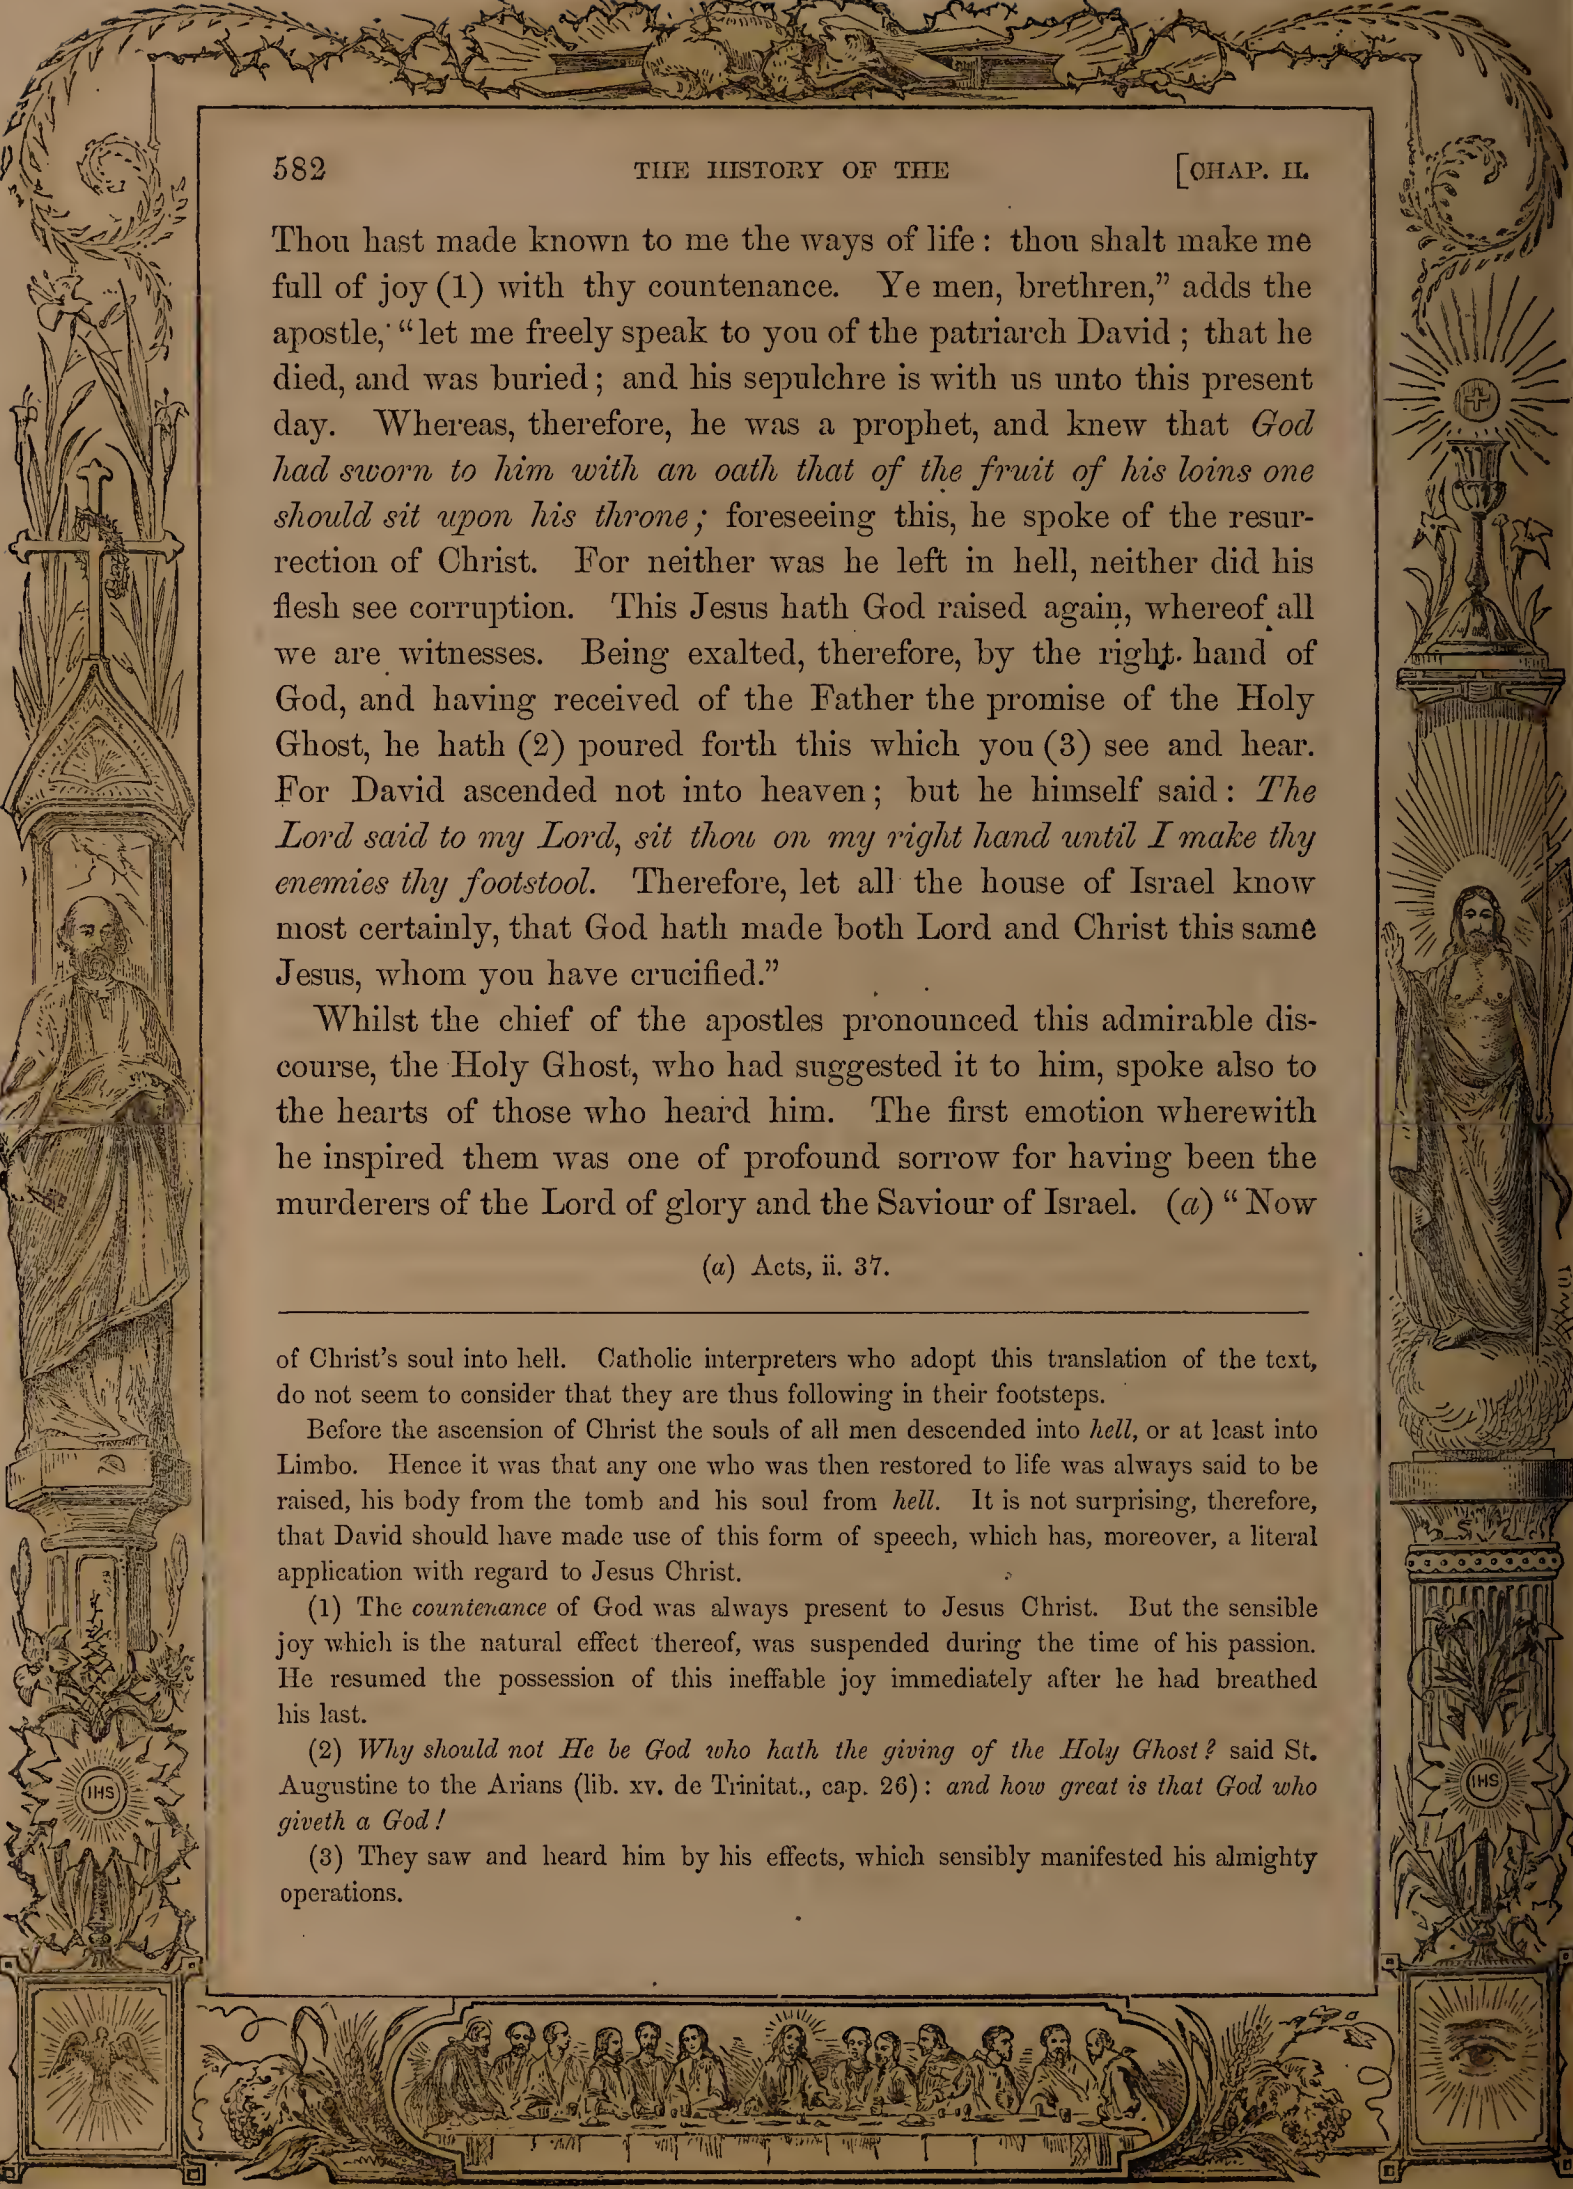 582 THE HISTORY OF THE [CHAP. II.
Thou hast made known to me the ways of life : thou shalt make me
full of joy (1) with thy countenance. Ye men, brethren,” adds the
apostle, “let me freely speak to you of the patriarch David ; that he
died, and was buried ; and his sepulchre is with us unto this present
day. Whereas, therefore, he was a prophet, and knew that God
had sworn to him with an oath that of the fruit of his loins one
should sit upon his throne ; foreseeing this, he spoke of the resur-
rection of Christ. For neither was he left in hell, neither did his
flesh see corruption. This Jesus hath God raised again, whereof all
we are witnesses. Being exalted, therefore, by the right hand of
God, and having received of the Father the promise of the Holy
Ghost, he hath (2) poured forth this which you (3) see and hear.
For David ascended not into heaven ; but he himself said : The
Lord said to my Lord, sit thou on my right hand until I make thy
enemies thy footstool. Therefore, let all the house of Israel know
most certainly, that God hath made both Lord and Christ this same
Jesus, whom you have crucified.”
Whilst the chief of the apostles pronounced this admirable dis-
course, the Holy Ghost, who had suggested it to him, spoke also to
the hearts of those who heard him. The first emotion wherewith
he inspired them was one of profound sorrow for having been the
murderers of the Lord of glory and the Saviour of Israel. (a) “ Now
(a) Acts, ii. 37.
of Christ’s soul into hell. Catholic interpreters who adopt this translation of the text,
do not seem to consider that they are thus following in their footsteps.
Before the ascension of Christ the souls of all men descended into hell, or at least into
Limbo. Hence it was that any one who was then restored to life was always said to be
raised, his body from the tomb and his soul from hell. It is not surprising, therefore,
that David should have made use of this form of speech, which has, moreover, a literal
application with regard to Jesus Christ.
(1) The countenance of God was always present to Jesus Christ. But the sensible
joy which is the natural effect thereof, was suspended during the time of his passion.
He resumed the possession of this ineffable joy immediately after he had breathed
his last.
(2) Why should not He be God who hath the giving of the Holy Ghost ? said St.
Augustine to the Arians (lib. xv. de Trinitat., cap. 26) : and how great is that God who
giveth a God !
(3) They saw and heard him by his effects, which sensibly manifested his almighty
operations.
IHS
IHS